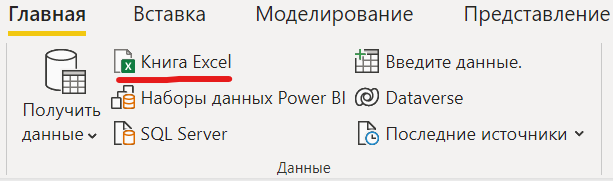 Главная Вставка Моделирование Представление
Получить данные
Книга Excel
Наборы данных Power BI
SQL Server
Введите данные.
Dataverse
Последние источники
Данные